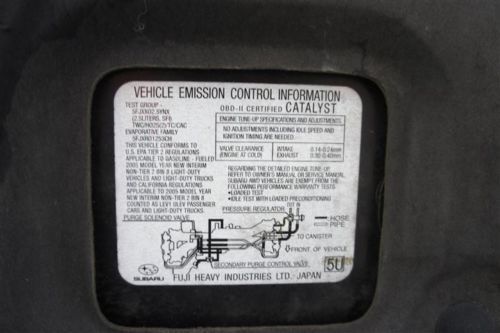 VEHICLE EMISSION CONTROL INFORMATION
OBD-II CERTIFIED CATALYST
TEST GROUP -
(2.5LITERS), SFI)
EVAPORATIVE FAMILY
THIS VEHICLE CONFORMS TO
U.S. EPA TIER 2 REGULATIONS
APPLICABLE TO GASOLINE - FUELED
2005 MODEL YEAR NEW INTERIM
NON-TIER 2 BIN 8 LIGHT-DUTY
VEHICLES AND LIGHT-DUTY TRUCKS
AND CALIFORNIA REGULATIONS
APPLICABLE TO 2005 MODEL YEAR
NEW INTERIM NON-TIER 2 BIN 8
COUNTED AS LEV I PASSENGER
CARS AND LIGHT-DUTY TRUCKS
ENGINE TUNE-UP SPECIFICATIONS AND ADJUSTMENTS
NO ADJUSTMENTS INCLUDING IDLE SPEED AND
IGNITION TIMING ARE NEEDED.
VALVE CLEARANCE INTAKE
(ENGINE AT COLD) EXHAUST
REGARDING THE DETAILED ENGINE TUNE-UP,
REFER TO OWNER'S MANUAL OR SERVICE MANUAL.
SUBARU AWD VEHICLES ARE EXEMPT FROM THE
FOLLOWING PERFORMANCE WARRANTY TESTS
•LOADED TEST
•IDLE TEST WITH LOADED PRECONDITIONING
PURGE SOLENOID VALVE
PRESSURE REGULATOR
OUT IN
HOSE
PIPE
TO CANISTER
FRONT OF VEHICLE
SECONDARY PURGE CONTROL VALVE
SUBARU
FUJI HEAVY INDUSTRIES LTD.-JAPAN
5U